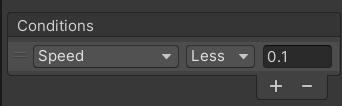 Conditions
Speed Less 0.1
+ −